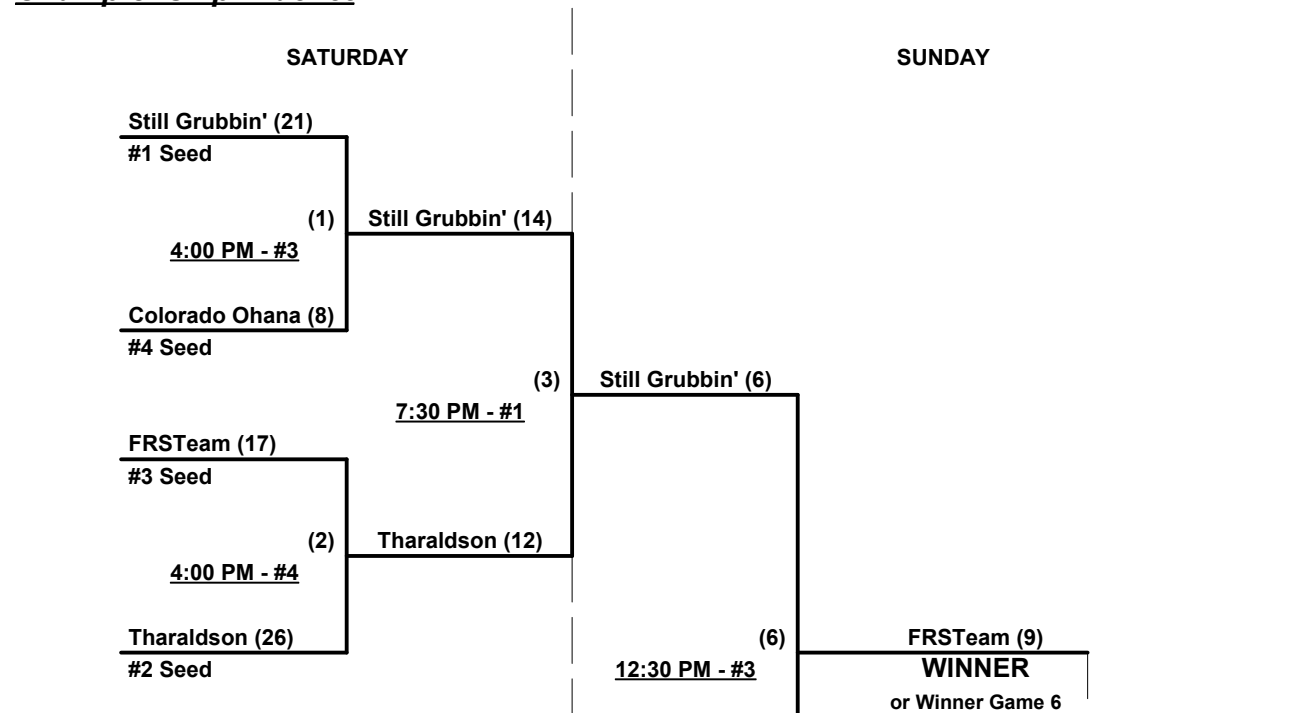 SATURDAY
SUNDAY
Still Grubbin' (21)
#1 Seed
(1)
Still Grubbin' (14)
4:00 PM - #3
Colorado Ohana (8)
#4 Seed
(3)
Still Grubbin' (6)
7:30 PM - #1
FRSTeam (17)
#3 Seed
(2)
Tharaldson (12)
4:00 PM - #4
Tharaldson (26)
#2 Seed
(6)
FRSTeam (9)
12:30 PM - #3
WINNER
or Winner Game 6